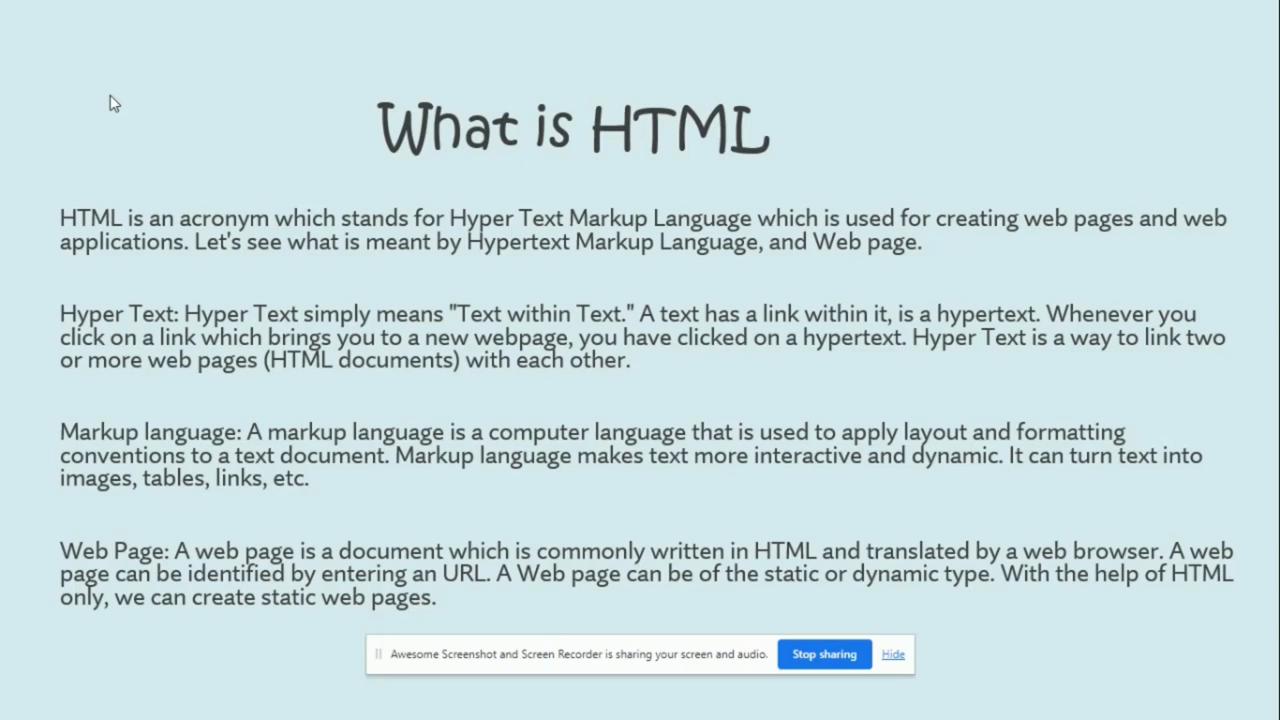 What is HTML
HTML is an acronym which stands for Hyper Text Markup Language which is used for creating web pages and web
applications. Let's see what is meant by Hypertext Markup Language, and Web page.
Hyper Text: Hyper Text simply means "Text within Text." A text has a link within it, is a hypertext. Whenever you
click on a link which brings you to a new webpage, you have clicked on a hypertext. Hyper Text is a way to link two
or more web pages (HTML documents) with each other.
Markup language: A markup language is a computer language that is used to apply layout and formatting
conventions to a text document. Markup language makes text more interactive and dynamic. It can turn text into
images, tables, links, etc.
Web Page: A web page is a document which is commonly written in HTML and translated by a web browser. A web
page can be identified by entering an URL. A Web page can be of the static or dynamic type. With the help of HTML
only, we can create static web pages.
Awesome Screenshot and Screen Recorder is sharing your screen and audio. Stop sharing Hide